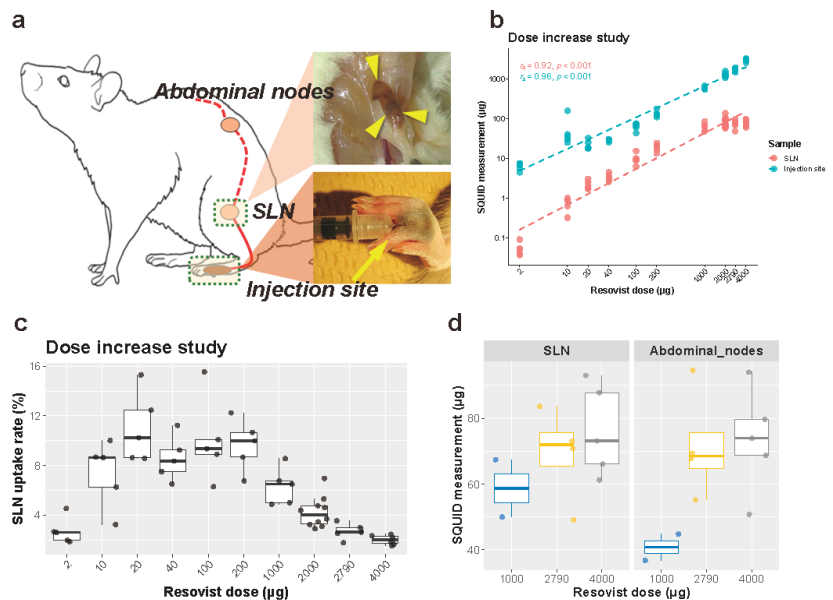 a
Abdominal nodes
SLN
Injection site
b
Dose increase study
rs = 0.92, p < 0.001
rs = 0.96, p < 0.001
SQUID measurement (µg)
1000
100
10
1
0.1
2
10
20
40
100
200
1000
2000
2790
4000
Resovist dose (µg)
Sample
SLN
Injection site
c
Dose increase study
SLN uptake rate (%)
16
12
8
4
2
10
20
40
100
200
1000
2000
2790
4000
Resovist dose (µg)
d
SLN
Abdominal_nodes
SQUID measurement (µg)
80
60
40
1000
2790
4000
1000
2790
4000
Resovist dose (µg)